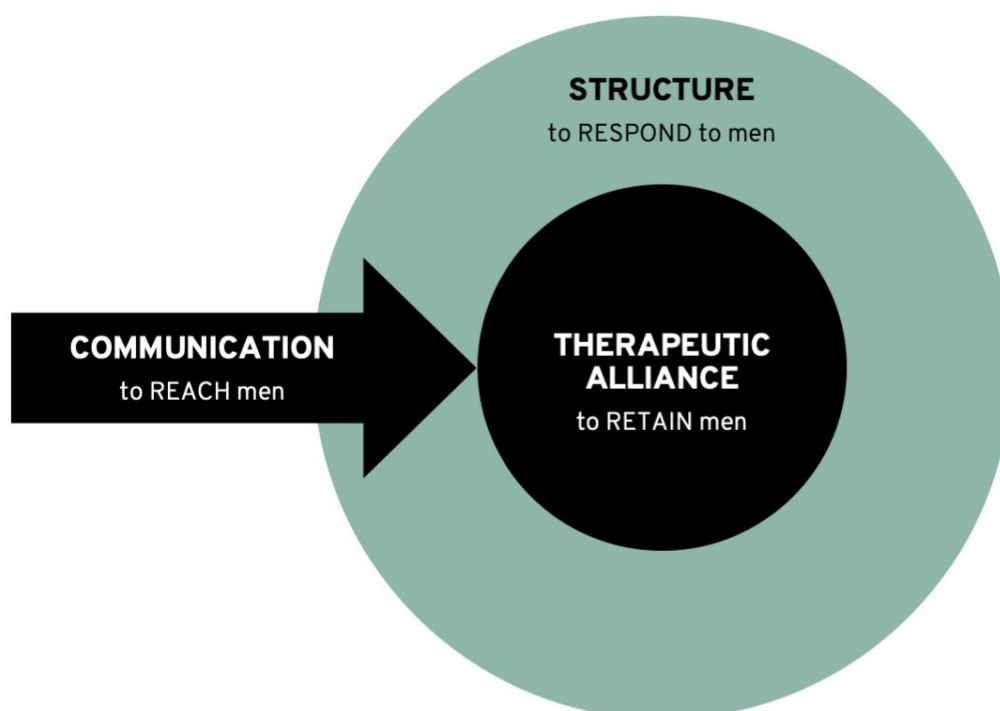 STRUCTURE
to RESPOND to men
COMMUNICATION
to REACH men
THERAPEUTIC
ALLIANCE
to RETAIN men